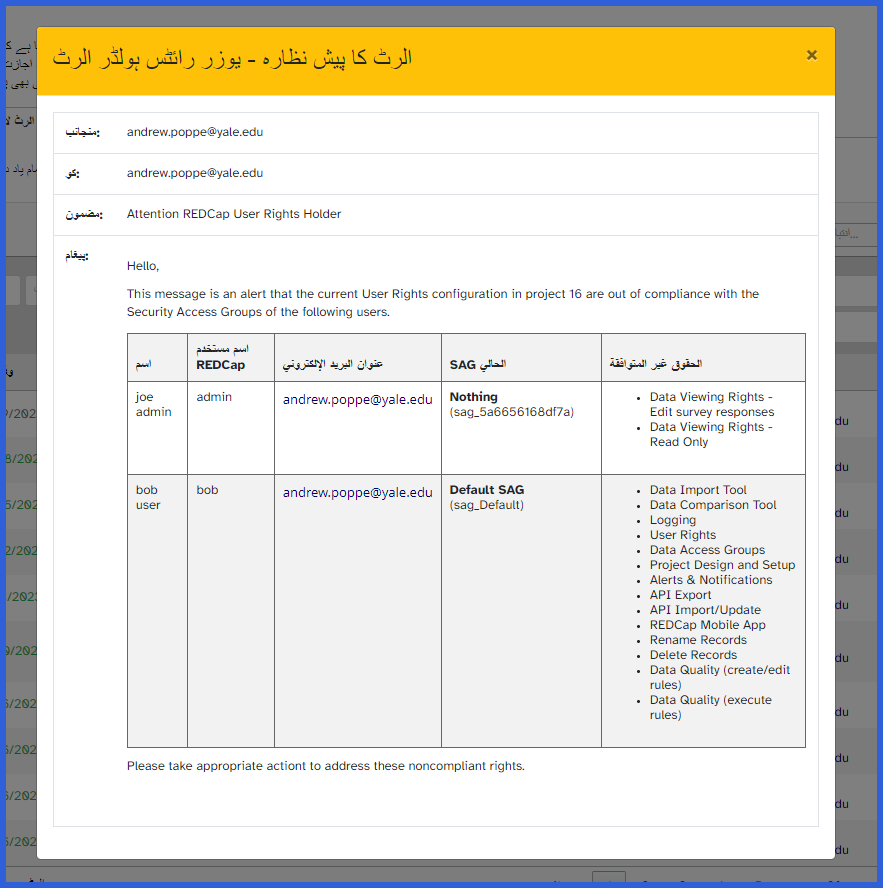 الرٹ کا پیش نظارہ - یوزر رائٹس ہولڈر الرٹ
×
منجانب:
andrew.poppe@yale.edu
کو:
andrew.poppe@yale.edu
مضمون:
Attention REDCap User Rights Holder
پیغام:
Hello,
This message is an alert that the current User Rights configuration in project 16 are out of compliance with the
Security Access Groups of the following users.
اسم
اسم مستخدم
REDCap
عنوان البريد الإلكتروني
SAG الحالي
الحقوق غير المتوافقة
joe
admin
admin
andrew.poppe@yale.edu
Nothing
(sag_5a6656168df7a)
Data Viewing Rights -
Edit survey responses
Data Viewing Rights -
Read Only
bob
user
bob
andrew.poppe@yale.edu
Default SAG
(sag_Default)
Data Import Tool
Data Comparison Tool
Logging
User Rights
Data Access Groups
Project Design and Setup
Alerts & Notifications
API Export
API Import/Update
REDCap Mobile App
Rename Records
Delete Records
Data Quality (create/edit
rules)
Data Quality (execute
rules)
Please take appropriate actiont to address these noncompliant rights.